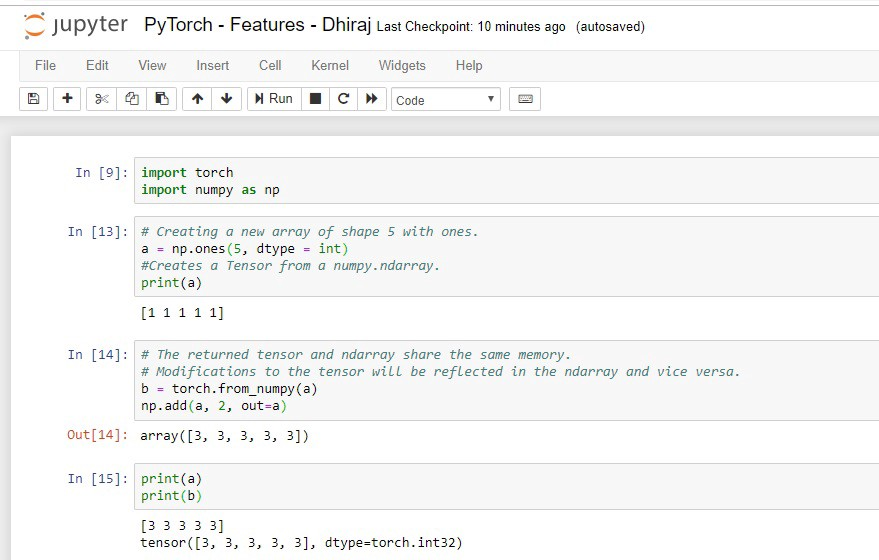 jupyter PyTorch - Features - Dhiraj Last Checkpoint: 10 minutes ago (autosaved)
File Edit View Insert Cell Kernel Widgets Help
Run Code
In [9]: import torch
import numpy as np
In [13]: # Creating a new array of shape 5 with ones.
a = np.ones(5, dtype = int)
#Creates a Tensor from a numpy.ndarray.
print(a)
[1 1 1 1 1]
In [14]: # The returned tensor and ndarray share the same memory.
# Modifications to the tensor will be reflected in the ndarray and vice versa.
b = torch.from_numpy(a)
np.add(a, 2, out=a)
Out[14]: array([3, 3, 3, 3, 3])
In [15]: print(a)
print(b)
[3 3 3 3 3]
tensor([3, 3, 3, 3, 3], dtype=torch.int32)